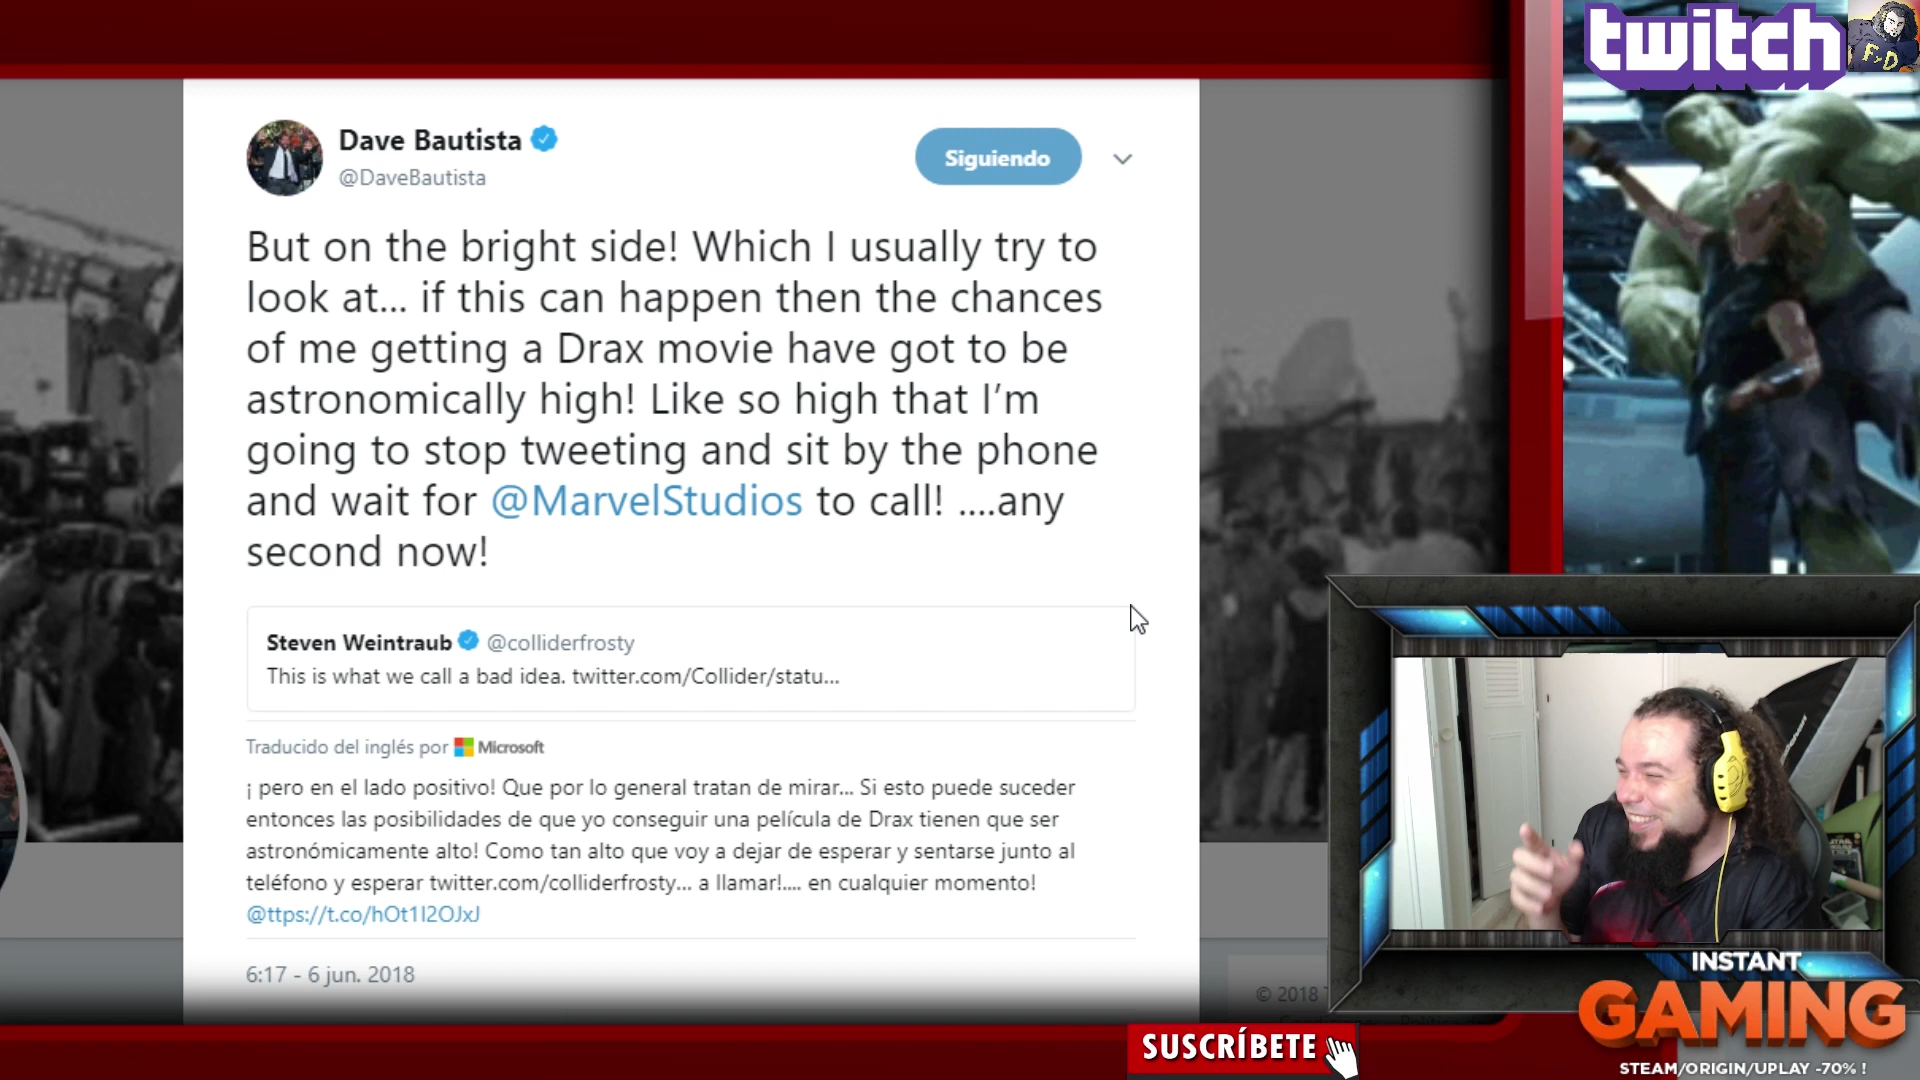 twitch
FyD
Dave Bautista
@DaveBautista
Siguiendo
But on the bright side! Which I usually try to
look at... if this can happen then the chances
of me getting a Drax movie have got to be
astronomically high! Like so high that I’m
going to stop tweeting and sit by the phone
and wait for @MarvelStudios to call! ....any
second now!
Steven Weintraub @colliderfrosty
This is what we call a bad idea. twitter.com/Collider/statu...
Traducido del inglés por Microsoft
¡ pero en el lado positivo! Que por lo general tratan de mirar... Si esto puede suceder
entonces las posibilidades de que yo conseguir una película de Drax tienen que ser
astronómicamente alto! Como tan alto que voy a dejar de esperar y sentarse junto al
teléfono y esperar twitter.com/colliderfrosty... a llamar!.... en cualquier momento!
@ttps://t.co/hOt1I2OJxJ
6:17 - 6 jun. 2018
© 2018
SUSCRÍBETE
INSTANT
GAMING
STEAM/ORIGIN/UPLAY -70% !